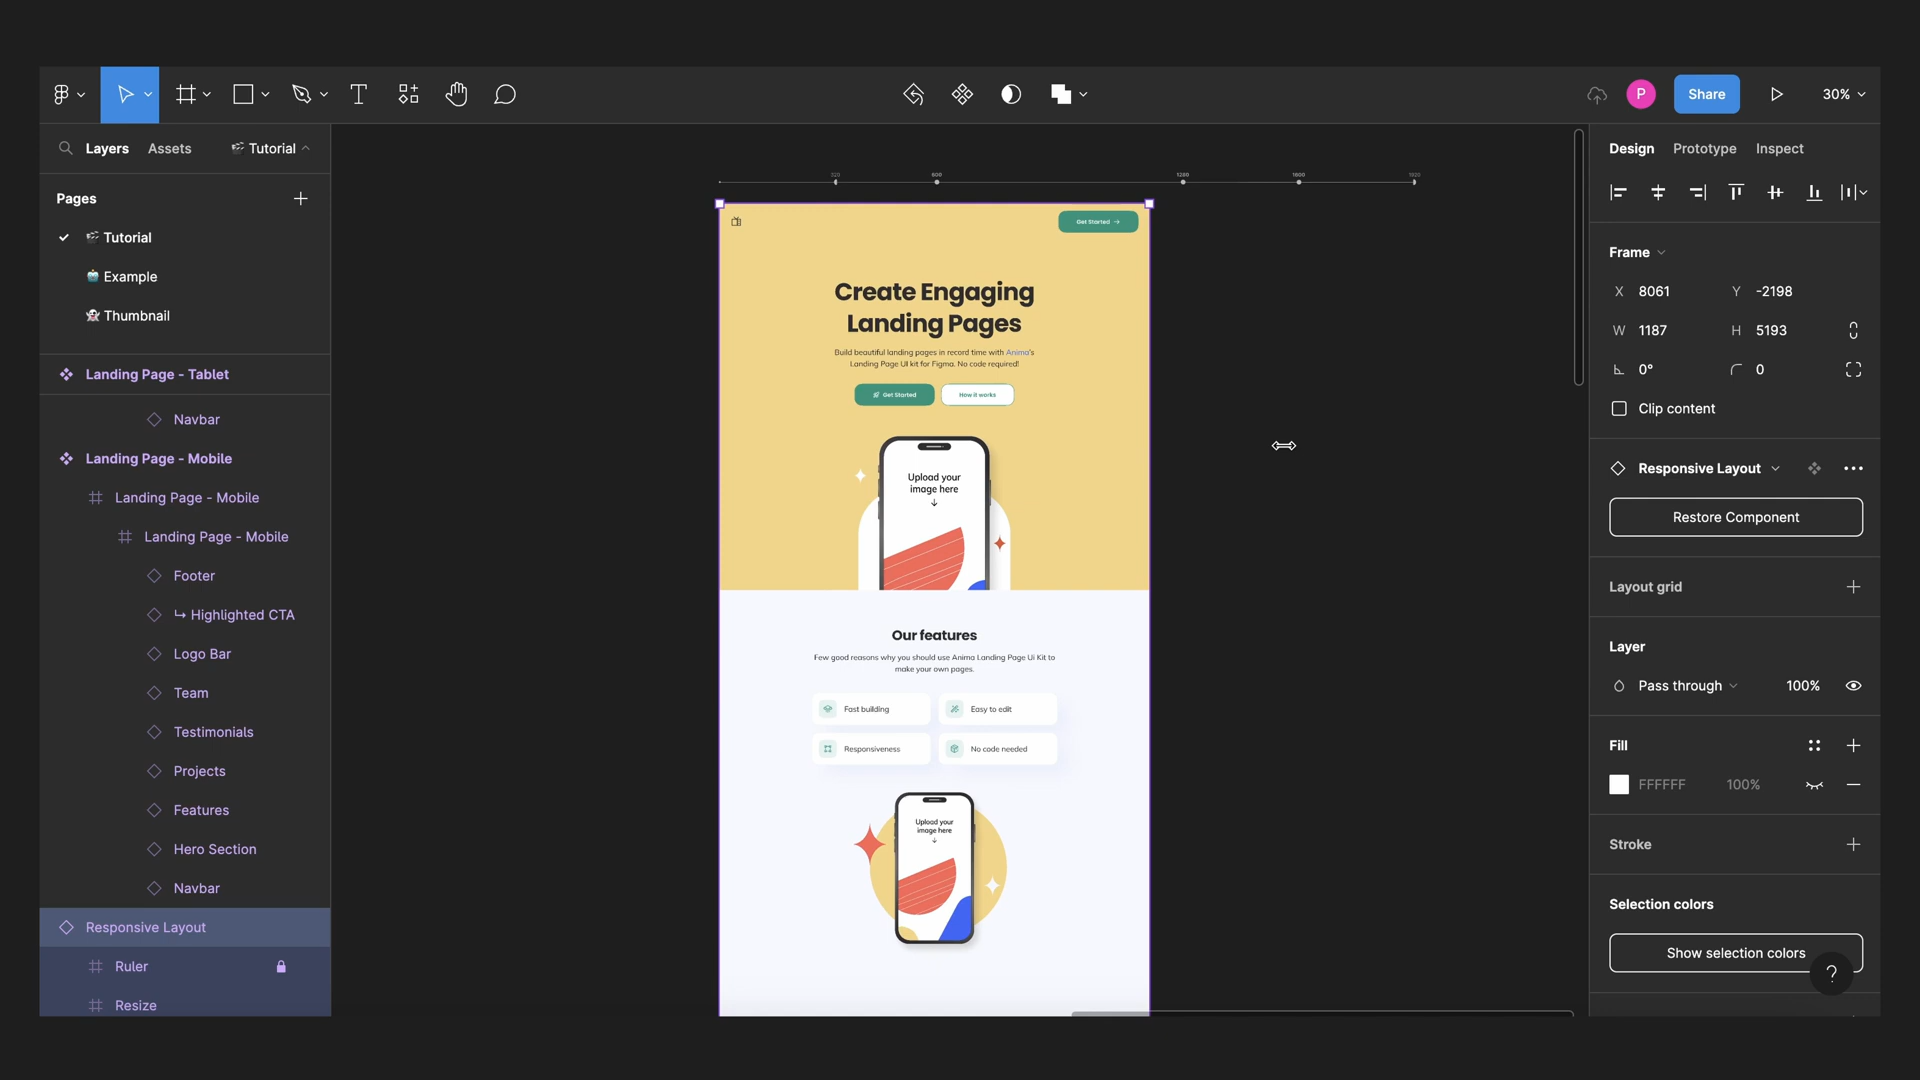 P
Share
30%
Layers
Assets
Tutorial
Pages
Tutorial
Example
Thumbnail
Landing Page - Tablet
Navbar
Landing Page - Mobile
Landing Page - Mobile
Landing Page - Mobile
Footer
↳ Highlighted CTA
Logo Bar
Team
Testimonials
Projects
Features
Hero Section
Navbar
Responsive Layout
Ruler
Resize
320
600
1280
1600
1920
Get Started →
Create Engaging
Landing Pages
Build beautiful landing pages in record time with Anima's
Landing Page UI kit for Figma. No code required!
Get Started
How it works
Upload your
image here
↓
Our features
Few good reasons why you should use Anima Landing Page Ui Kit to
make your own pages.
Fast building
Easy to edit
Responsiveness
No code needed
Upload your
image here
↓
Design
Prototype
Inspect
Frame
X 8061
Y -2198
W 1187
H 5193
0°
0
Clip content
Responsive Layout
Restore Component
Layout grid
Layer
Pass through
100%
Fill
FFFFFF
100%
Stroke
Selection colors
Show selection colors
?